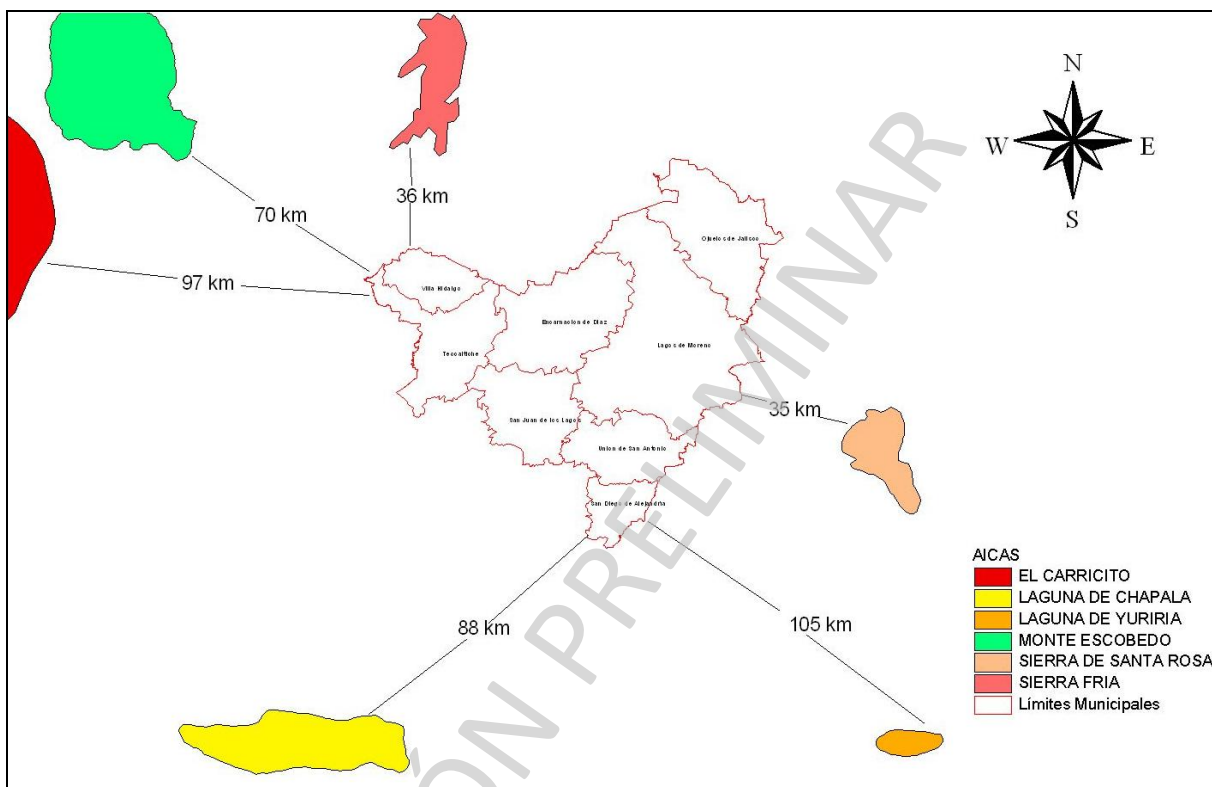 N
W E
S
36 km
70 km
97 km
Ojuelos de Jalisco
Villa Hidalgo
Encarnacion de Diaz
Lagos de Moreno
Teocaltiche
35 km
San Juan de los Lagos
Union de San Antonio
San Diego de Alejandria
88 km
105 km
AICAS
EL CARRICITO
LAGUNA DE CHAPALA
LAGUNA DE YURIRIA
MONTE ESCOBEDO
SIERRA DE SANTA ROSA
SIERRA FRIA
Límites Municipales
ÓN PRELIMINAR